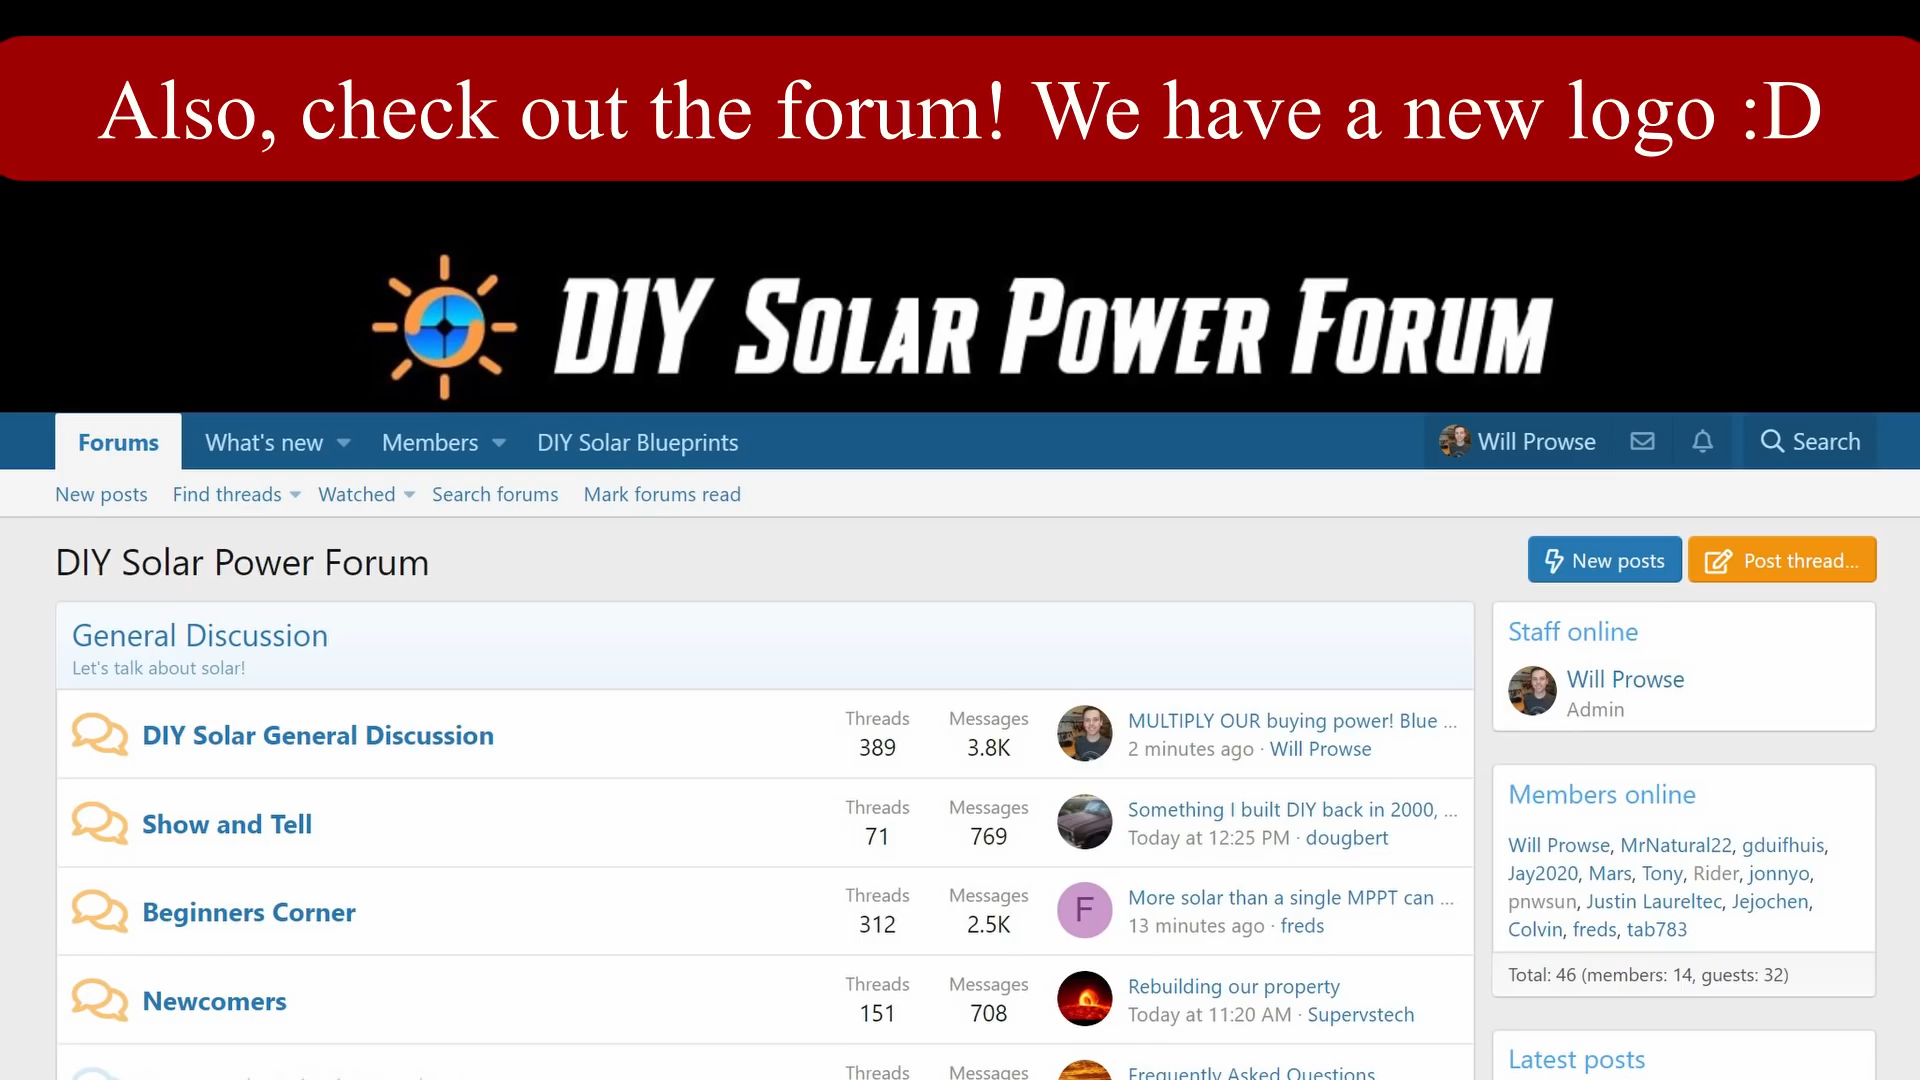 Also, check out the forum! We have a new logo :D
DIY SOLAR POWER FORUM
Forums What's new Members DIY Solar Blueprints Will Prowse Search
New posts Find threads Watched Search forums Mark forums read
DIY Solar Power Forum
New posts Post thread...
General Discussion
Let's talk about solar!
DIY Solar General Discussion
Threads
389
Messages
3.8K
MULTIPLY OUR buying power! Blue ...
2 minutes ago · Will Prowse
Show and Tell
Threads
71
Messages
769
Something I built DIY back in 2000, ...
Today at 12:25 PM · dougbert
Beginners Corner
Threads
312
Messages
2.5K
F
More solar than a single MPPT can ...
13 minutes ago · freds
Newcomers
Threads
151
Messages
708
Rebuilding our property
Today at 11:20 AM · Supervstech
Threads
Messages
Frequently Asked Questions
Staff online
Will Prowse
Admin
Members online
Will Prowse, MrNatural22, gduifhuis,
Jay2020, Mars, Tony, Rider, jonnyo,
pnwsun, Justin Laureltec, Jejochen,
Colvin, freds, tab783
Total: 46 (members: 14, guests: 32)
Latest posts